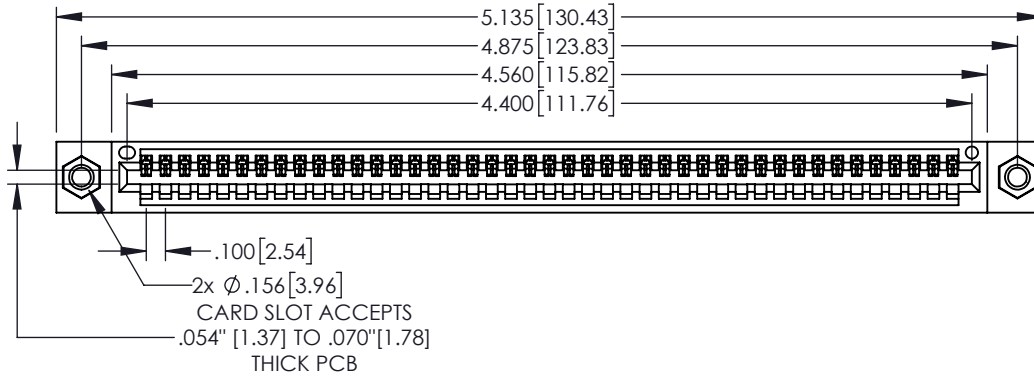 5.135[130.43]
4.875[123.83]
4.560[115.82]
4.400[111.76]
.100[2.54]
2x Ø.156[3.96]
CARD SLOT ACCEPTS
.054" [1.37] TO .070"[1.78]
THICK PCB